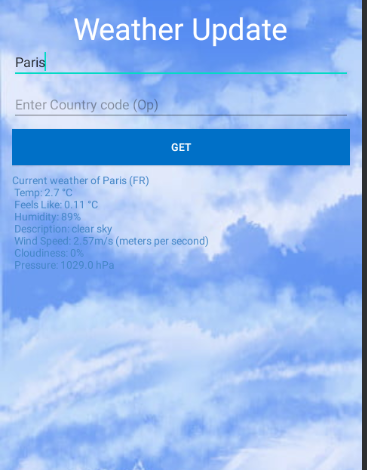 Weather Update
Paris
Enter Country code (Op)
GET
Current weather of Paris (FR)
Temp: 2.7 °C
Feels Like: 0.11 °C
Humidity: 89%
Description: clear sky
Wind Speed: 2.57m/s (meters per second)
Cloudiness: 0%
Pressure: 1029.0 hPa